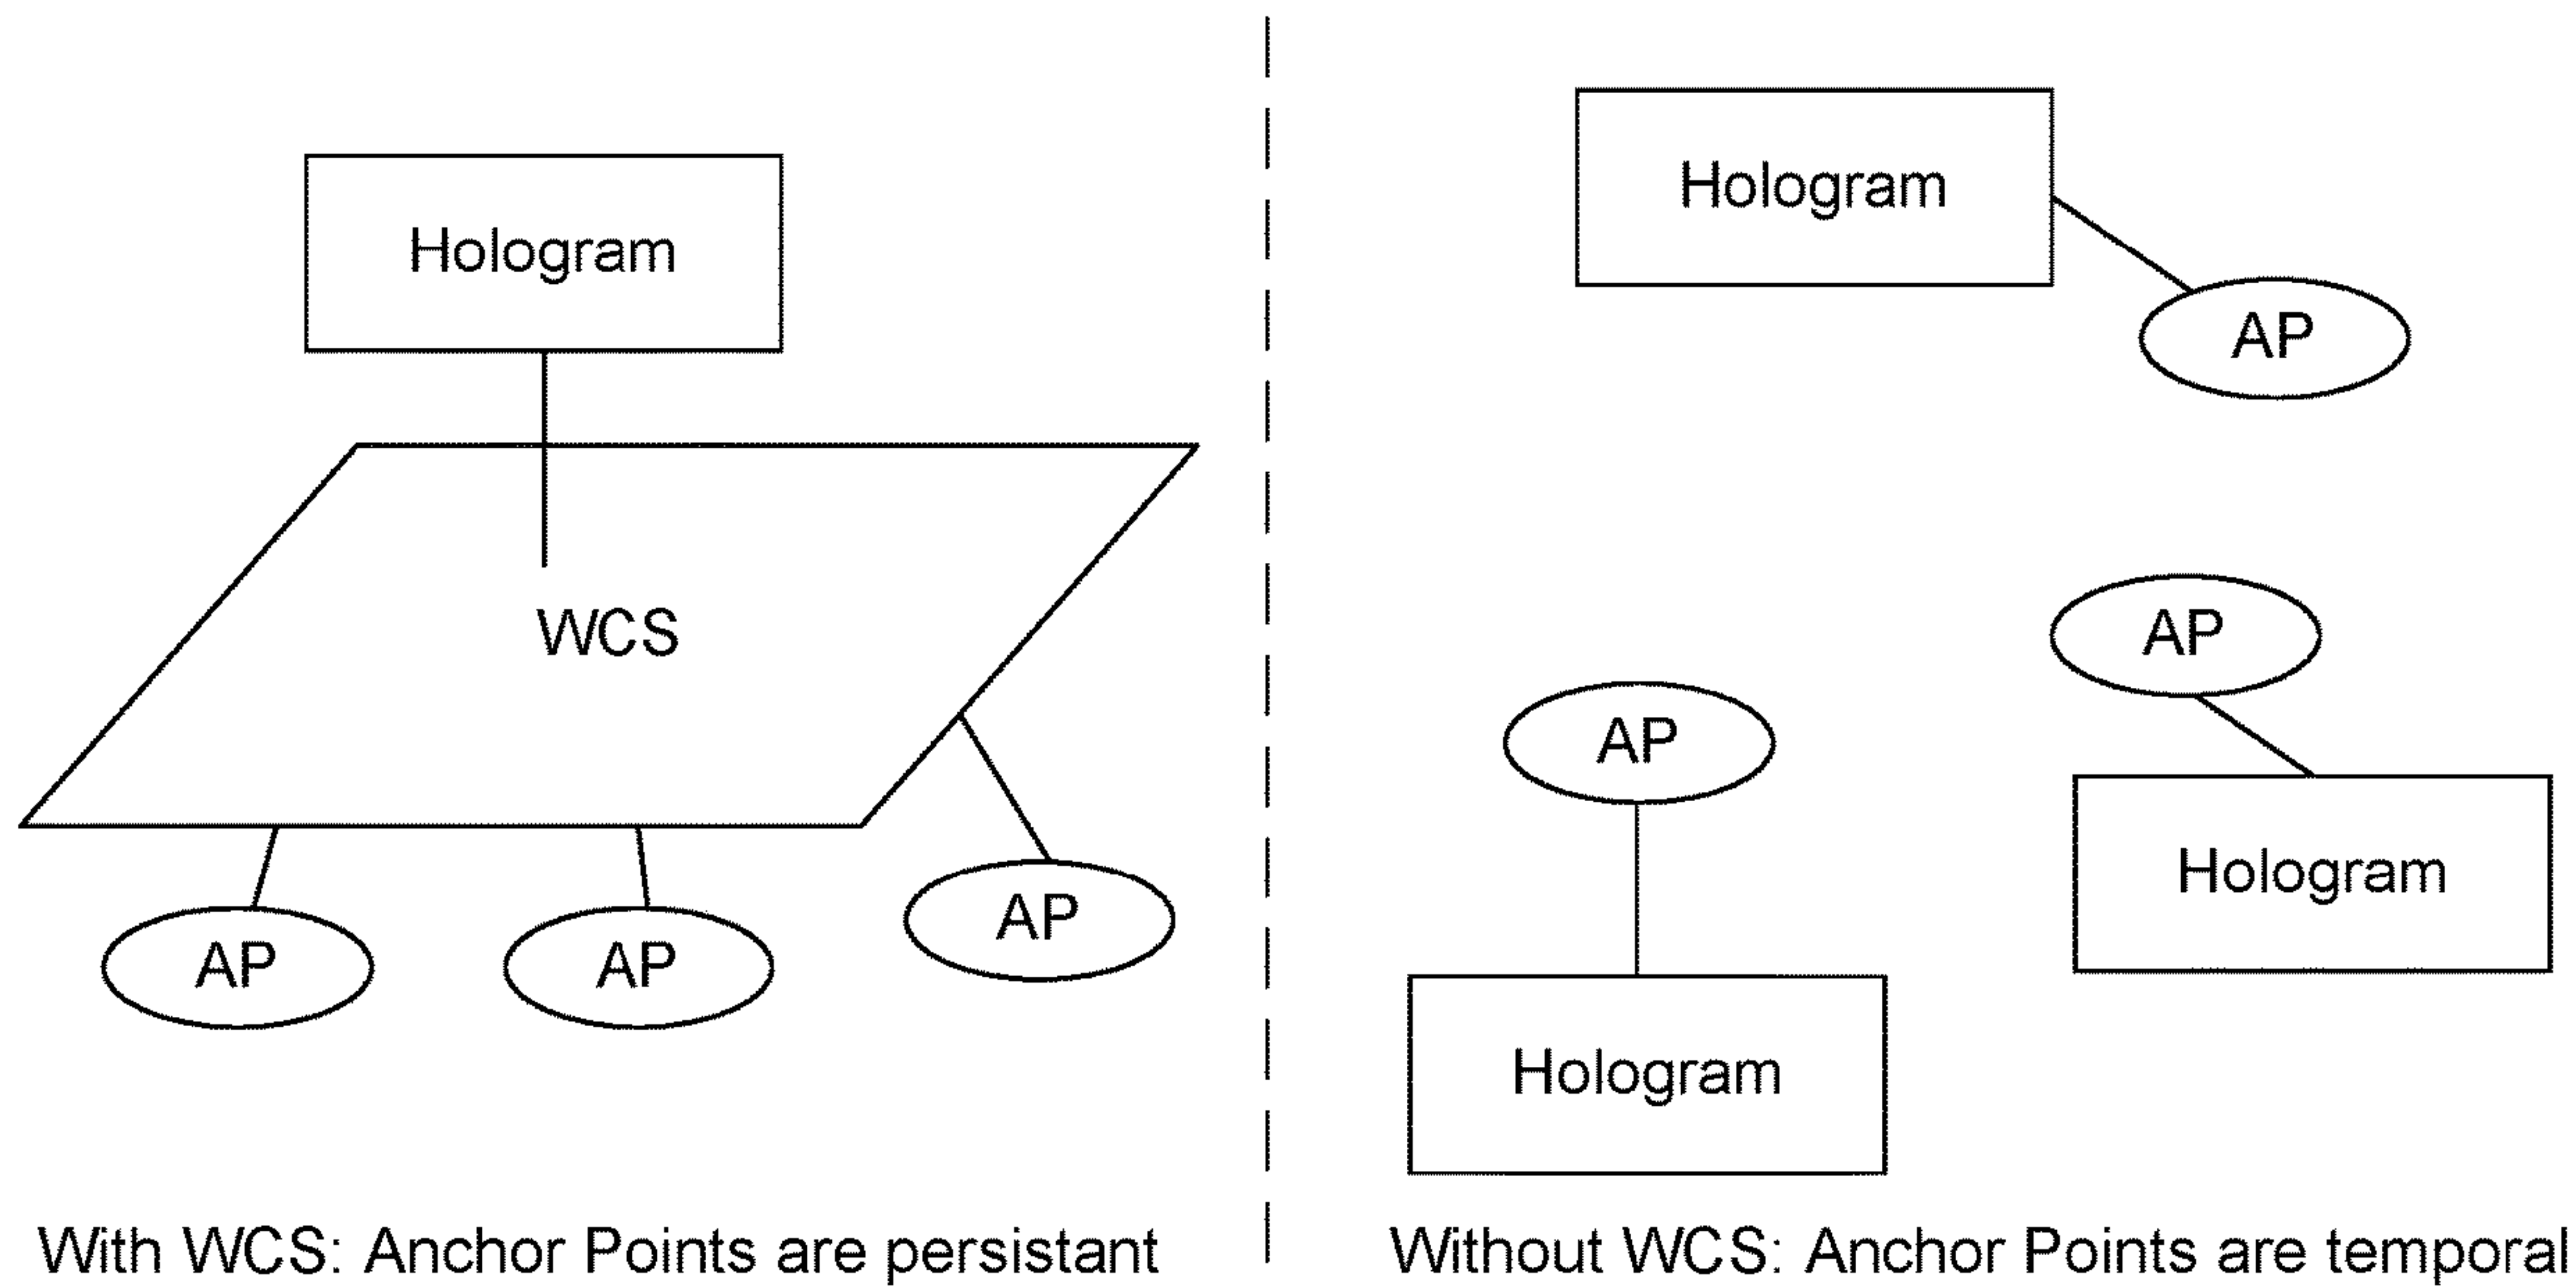 Hologram
WCS
AP
AP
AP
With WCS: Anchor Points are persistant
Hologram
AP
AP
AP
Hologram
Hologram
Without WCS: Anchor Points are temporal